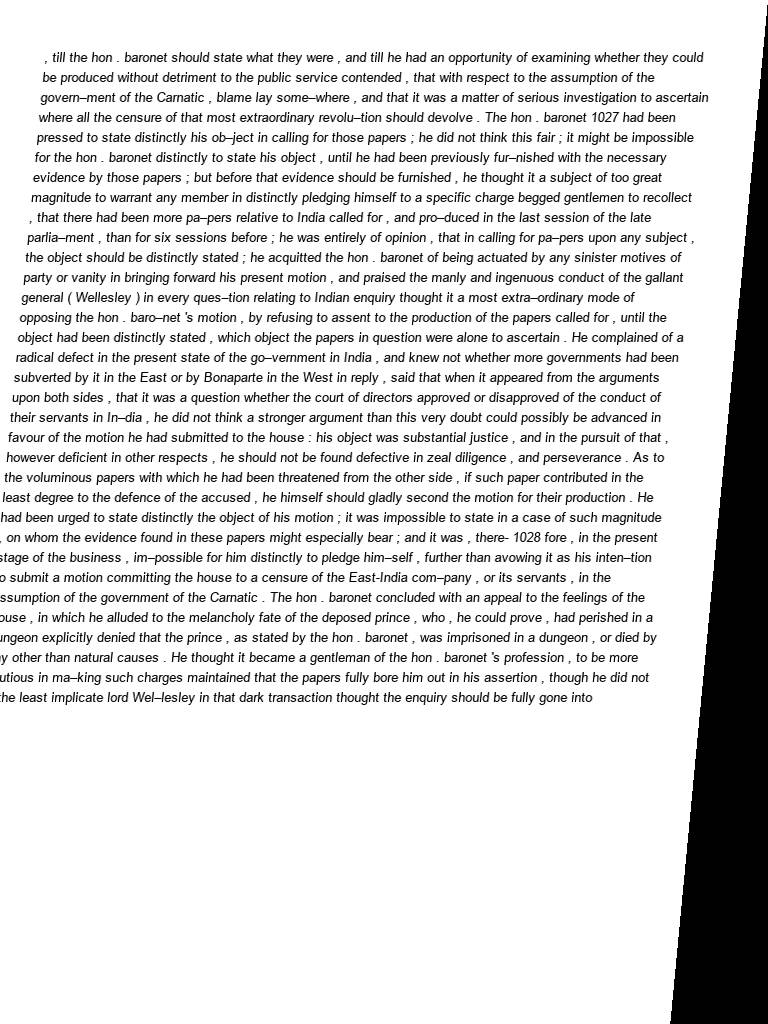 , till the hon . baronet should state what they were , and till he had an opportunity of examining whether they could
be produced without detriment to the public service contended , that with respect to the assumption of the
govern–ment of the Carnatic , blame lay some–where , and that it was a matter of serious investigation to ascertain
where all the censure of that most extraordinary revolu–tion should devolve . The hon . baronet 1027 had been
pressed to state distinctly his ob–ject in calling for those papers ; he did not think this fair ; it might be impossible
for the hon . baronet distinctly to state his object , until he had been previously fur–nished with the necessary
evidence by those papers ; but before that evidence should be furnished , he thought it a subject of too great
magnitude to warrant any member in distinctly pledging himself to a specific charge begged gentlemen to recollect
, that there had been more pa–pers relative to India called for , and pro–duced in the last session of the late
parlia–ment , than for six sessions before ; he was entirely of opinion , that in calling for pa–pers upon any subject ,
the object should be distinctly stated ; he acquitted the hon . baronet of being actuated by any sinister motives of
party or vanity in bringing forward his present motion , and praised the manly and ingenuous conduct of the gallant
general ( Wellesley ) in every ques–tion relating to Indian enquiry thought it a most extra–ordinary mode of
opposing the hon . baro–net 's motion , by refusing to assent to the production of the papers called for , until the
object had been distinctly stated , which object the papers in question were alone to ascertain . He complained of a
radical defect in the present state of the go–vernment in India , and knew not whether more governments had been
subverted by it in the East or by Bonaparte in the West in reply , said that when it appeared from the arguments
upon both sides , that it was a question whether the court of directors approved or disapproved of the conduct of
their servants in In–dia , he did not think a stronger argument than this very doubt could possibly be advanced in
favour of the motion he had submitted to the house : his object was substantial justice , and in the pursuit of that ,
however deficient in other respects , he should not be found defective in zeal diligence , and perseverance . As to
the voluminous papers with which he had been threatened from the other side , if such paper contributed in the
least degree to the defence of the accused , he himself should gladly second the motion for their production . He
had been urged to state distinctly the object of his motion ; it was impossible to state in a case of such magnitude
, on whom the evidence found in these papers might especially bear ; and it was , there- 1028 fore , in the present
stage of the business , im–possible for him distinctly to pledge him–self , further than avowing it as his inten–tion
o submit a motion committing the house to a censure of the East-India com–pany , or its servants , in the
ssumption of the government of the Carnatic . The hon . baronet concluded with an appeal to the feelings of the
ouse , in which he alluded to the melancholy fate of the deposed prince , who , he could prove , had perished in a
ungeon explicitly denied that the prince , as stated by the hon . baronet , was imprisoned in a dungeon , or died by
y other than natural causes . He thought it became a gentleman of the hon . baronet 's profession , to be more
utious in ma–king such charges maintained that the papers fully bore him out in his assertion , though he did not
the least implicate lord Wel–lesley in that dark transaction thought the enquiry should be fully gone into